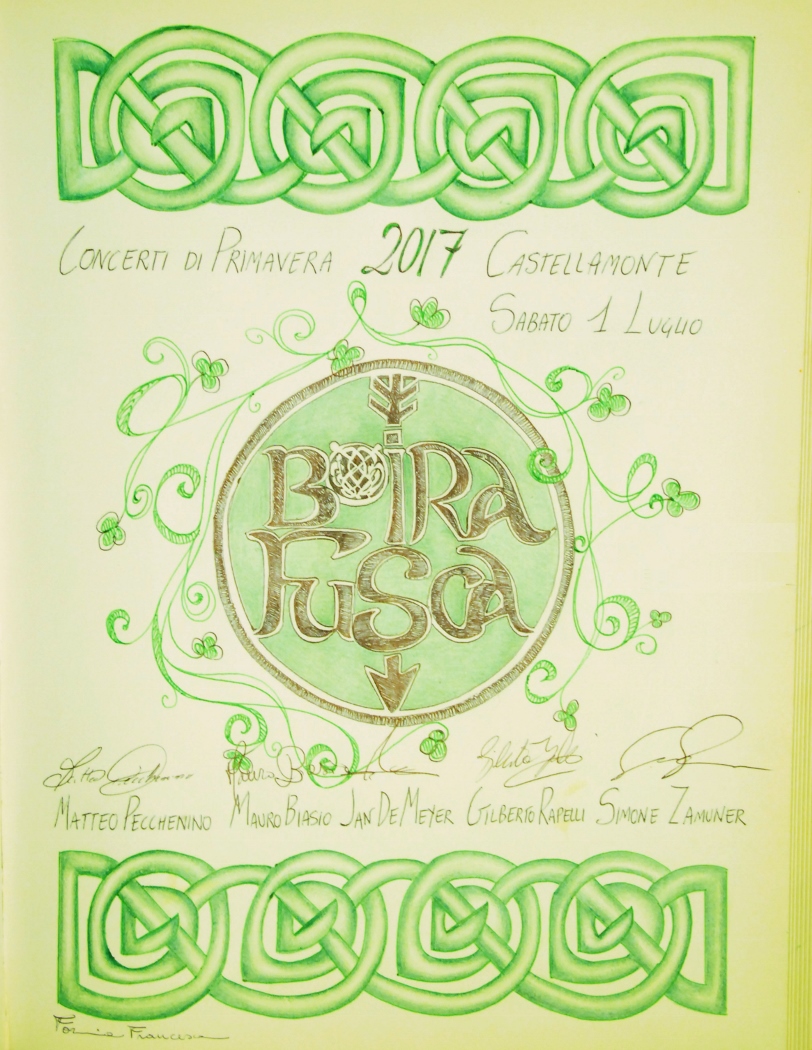 CONCERTI DI PRIMAVERA 2017 CASTELLAMONTE
SABATO 1 LUGLIO
BOIRA
FUSCA
MATTEO PECCHENINO MAURO BIASIO JAN DE MEYER GILBERTO RAPELLI SIMONE ZAMUNER